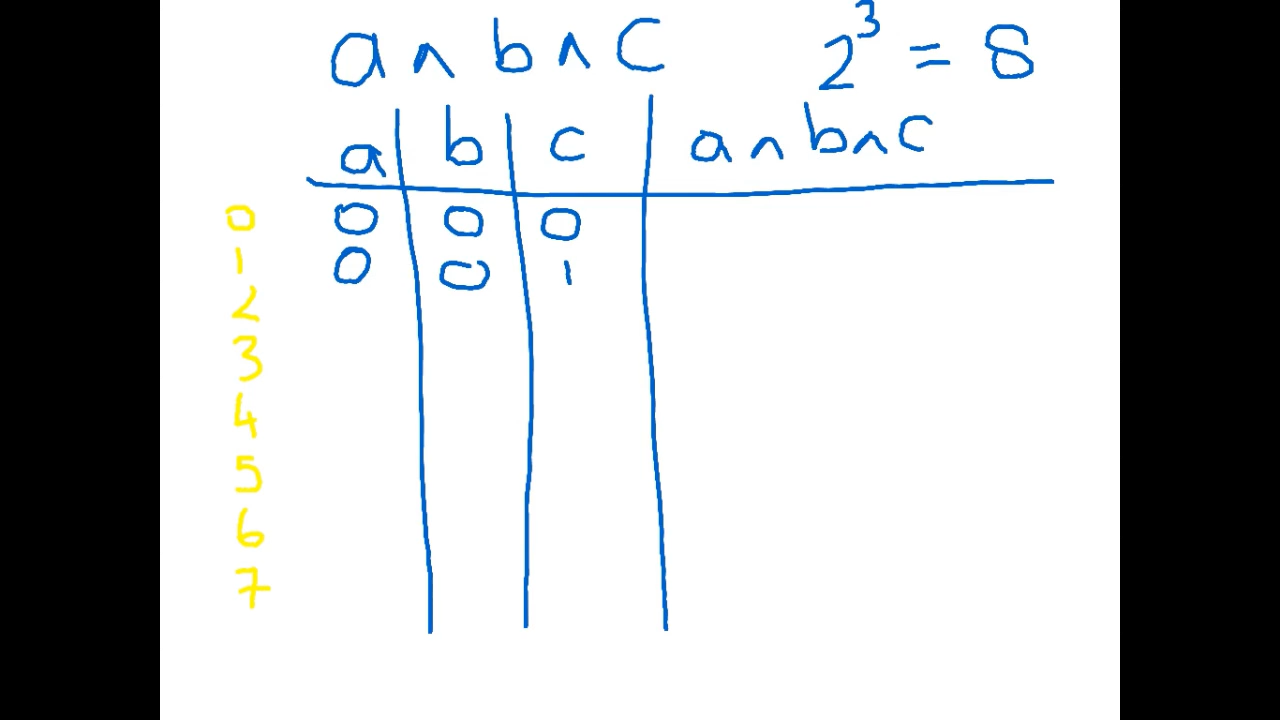 a ∧ b ∧ c 2³ = 8
a b c a ∧ b ∧ c
0 0 0 0
1 0 0 1
2
3
4
5
6
7